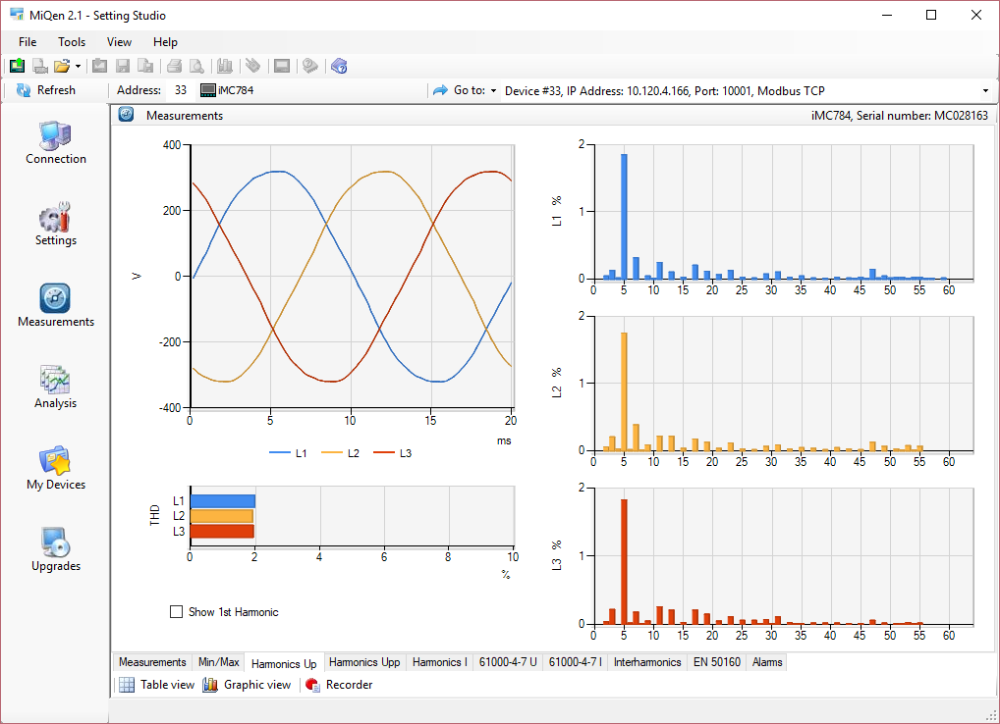 MiQen 2.1 - Setting Studio
File Tools View Help
Refresh Address: 33 iMC784 Go to: Device #33, IP Address: 10.120.4.166, Port: 10001, Modbus TCP
Measurements iMC784, Serial number: MC028163
Connection
Settings
Measurements
Analysis
My Devices
Upgrades
400
200
0
-200
-400
V
0 5 10 15 20
ms
L1 L2 L3
THD
L1
L2
L3
0 2 4 6 8 10
%
Show 1st Harmonic
2
1
0
L1 %
0 5 10 15 20 25 30 35 40 45 50 55 60
2
1
0
L2 %
0 5 10 15 20 25 30 35 40 45 50 55 60
2
1
0
L3 %
0 5 10 15 20 25 30 35 40 45 50 55 60
Measurements Min/Max Harmonics Up Harmonics Upp Harmonics I 61000-4-7 U 61000-4-7 I Interharmonics EN 50160 Alarms
Table view Graphic view Recorder